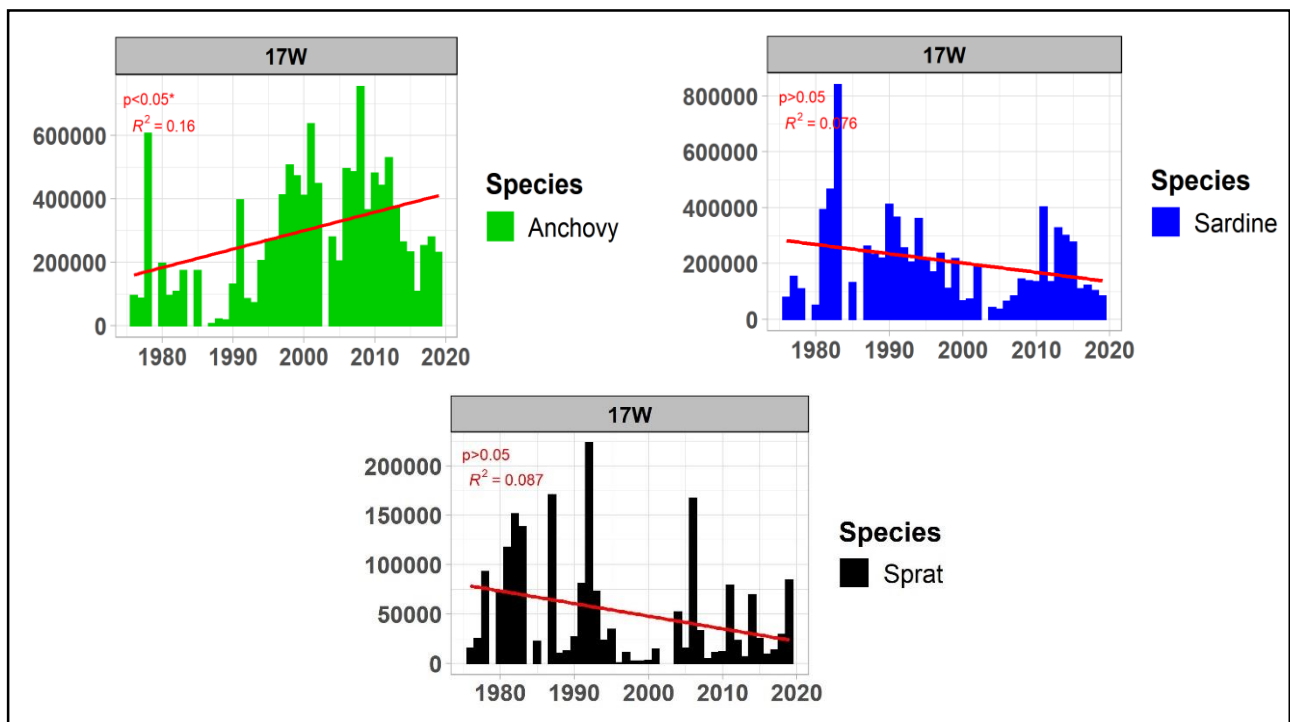 17W
p<0.05*
R² = 0.16
600000
400000
200000
0
1980 1990 2000 2010 2020
Species
Anchovy
17W
p>0.05
R² = 0.076
800000
600000
400000
200000
0
1980 1990 2000 2010 2020
Species
Sardine
17W
p>0.05
R² = 0.087
200000
150000
100000
50000
0
1980 1990 2000 2010 2020
Species
Sprat